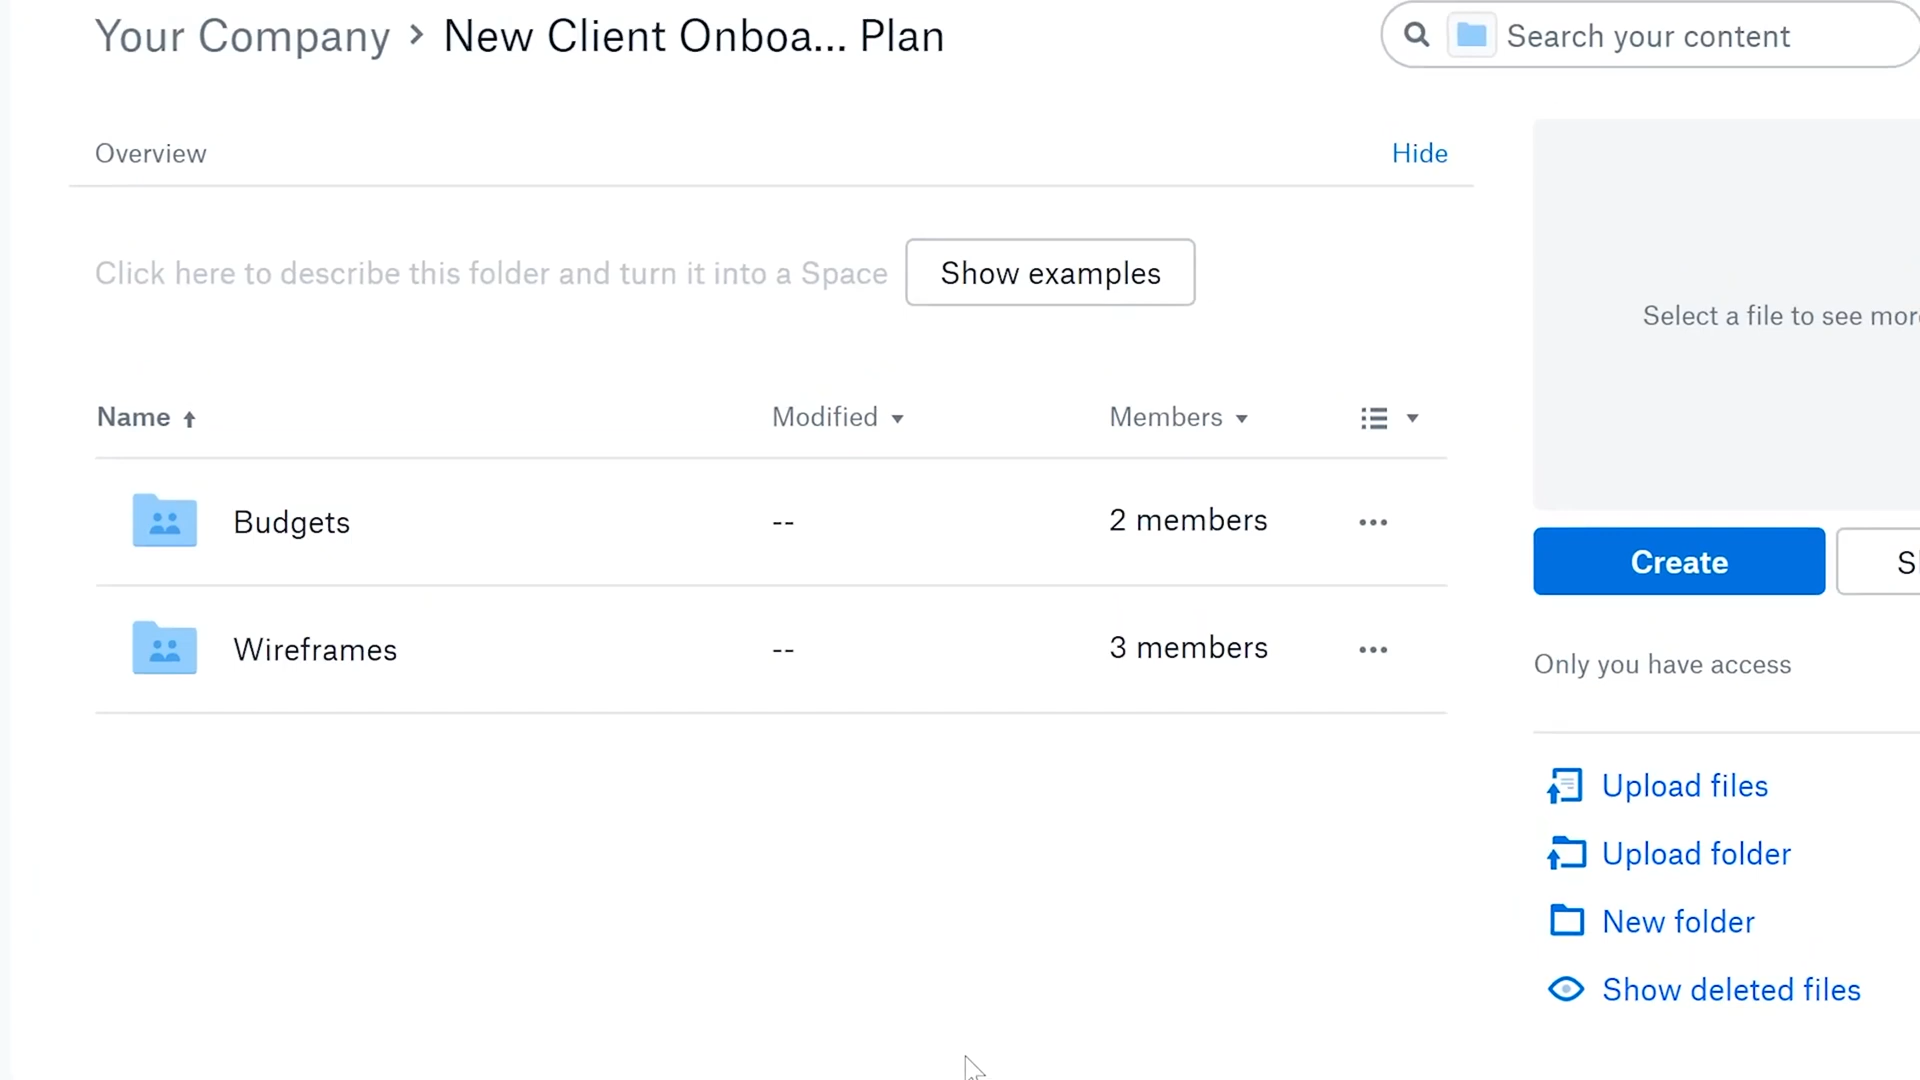 Your Company > New Client Onboa... Plan
Search your content
Overview
Hide
Click here to describe this folder and turn it into a Space
Show examples
Select a file to see
Name
Modified
Members
Budgets
--
2 members
Create
Wireframes
--
3 members
Only you have access
Upload files
Upload folder
New folder
Show deleted files